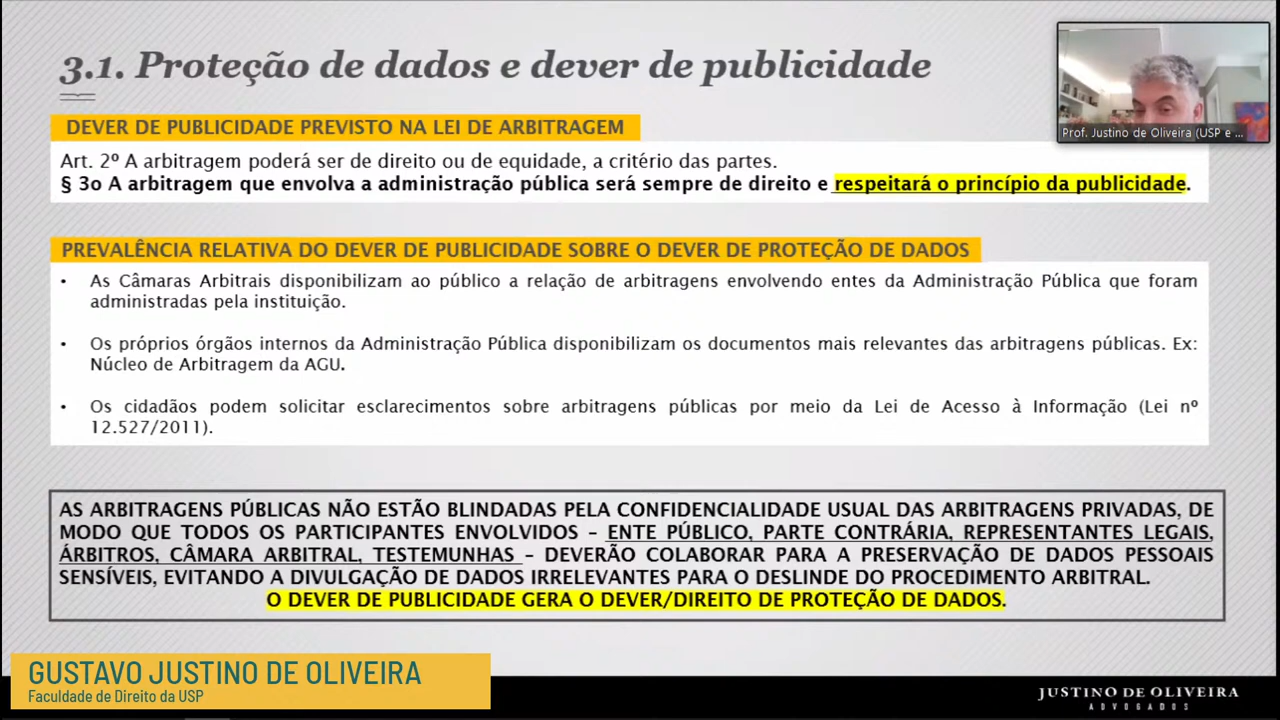 3.1. Proteção de dados e dever de publicidade
Prof. Justino de Oliveira (USP e ...
DEVER DE PUBLICIDADE PREVISTO NA LEI DE ARBITRAGEM
Art. 2º A arbitragem poderá ser de direito ou de equidade, a critério das partes.
§ 3o A arbitragem que envolva a administração pública será sempre de direito e respeitará o princípio da publicidade.
PREVALÊNCIA RELATIVA DO DEVER DE PUBLICIDADE SOBRE O DEVER DE PROTEÇÃO DE DADOS
• As Câmaras Arbitrais disponibilizam ao público a relação de arbitragens envolvendo entes da Administração Pública que foram
administradas pela instituição.
• Os próprios órgãos internos da Administração Pública disponibilizam os documentos mais relevantes das arbitragens públicas. Ex:
Núcleo de Arbitragem da AGU.
• Os cidadãos podem solicitar esclarecimentos sobre arbitragens públicas por meio da Lei de Acesso à Informação (Lei nº
12.527/2011).
AS ARBITRAGENS PÚBLICAS NÃO ESTÃO BLINDADAS PELA CONFIDENCIALIDADE USUAL DAS ARBITRAGENS PRIVADAS, DE
MODO QUE TODOS OS PARTICIPANTES ENVOLVIDOS – ENTE PÚBLICO, PARTE CONTRÁRIA, REPRESENTANTES LEGAIS,
ÁRBITROS, CÂMARA ARBITRAL, TESTEMUNHAS – DEVERÃO COLABORAR PARA A PRESERVAÇÃO DE DADOS PESSOAIS
SENSÍVEIS, EVITANDO A DIVULGAÇÃO DE DADOS IRRELEVANTES PARA O DESLINDE DO PROCEDIMENTO ARBITRAL.
O DEVER DE PUBLICIDADE GERA O DEVER/DIREITO DE PROTEÇÃO DE DADOS.
GUSTAVO JUSTINO DE OLIVEIRA
Faculdade de Direito da USP
JUSTINO DE OLIVEIRA
ADVOGADOS